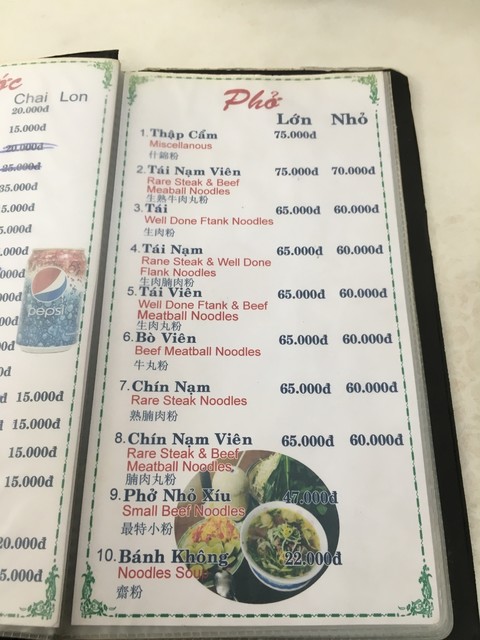 ớc
Chai Lon
20.000đ
15.000đ
20.000đ
25.000đ
35.000đ
15.000đ
15.000đ
15.000đ
15.000đ
20.000đ
pepsi
Phở
Lớn Nhỏ
1. Thập Cẩm 75.000đ
Miscellanous
什錦粉
2. Tái Nạm Viên 75.000đ 70.000đ
Rare Steak & Beef
Meaball Noodles
生熟牛肉丸粉
3. Tái 65.000đ 60.000đ
Well Done Ftank Noodles
生肉粉
4. Tái Nạm 65.000đ 60.000đ
Rane Steak & Well Done
Flank Noodles
生肉腩肉粉
5. Tái Viên 65.000đ 60.000đ
Well Done Ftank & Beef
Meatball Noodles
生肉丸粉
6. Bò Viên 65.000đ 60.000đ
Beef Meatball Noodles
牛丸粉
7. Chín Nạm 65.000đ 60.000đ
Rare Steak Noodles
熟腩肉粉
8. Chín Nạm Viên 65.000đ 60.000đ
Rare Steak & Beef
Meatball Noodles
腩肉丸粉
9. Phở Nhỏ Xíu 47.000đ
Small Beef Noodles
最特小粉
10. Bánh Không 22.000đ
Noodles Soup
齋粉